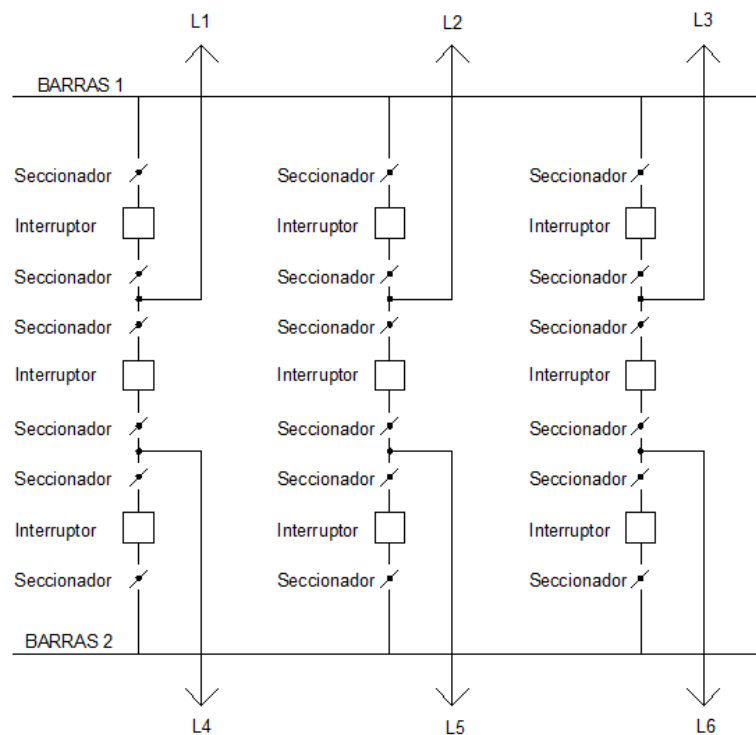 L1 L2 L3
BARRAS 1
Seccionador Seccionador Seccionador
Interruptor Interruptor Interruptor
Seccionador Seccionador Seccionador
Seccionador Seccionador Seccionador
Interruptor Interruptor Interruptor
Seccionador Seccionador Seccionador
Seccionador Seccionador Seccionador
Interruptor Interruptor Interruptor
Seccionador Seccionador Seccionador
BARRAS 2
L4 L5 L6